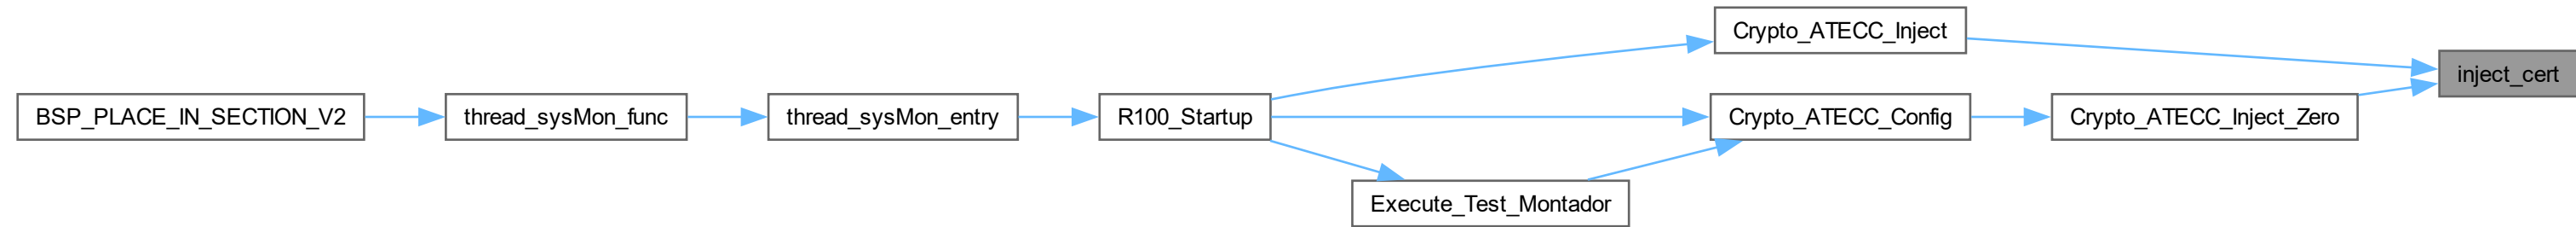 Crypto_ATECC_Inject
inject_cert
BSP_PLACE_IN_SECTION_V2
thread_sysMon_func
thread_sysMon_entry
R100_Startup
Crypto_ATECC_Config
Crypto_ATECC_Inject_Zero
Execute_Test_Montador